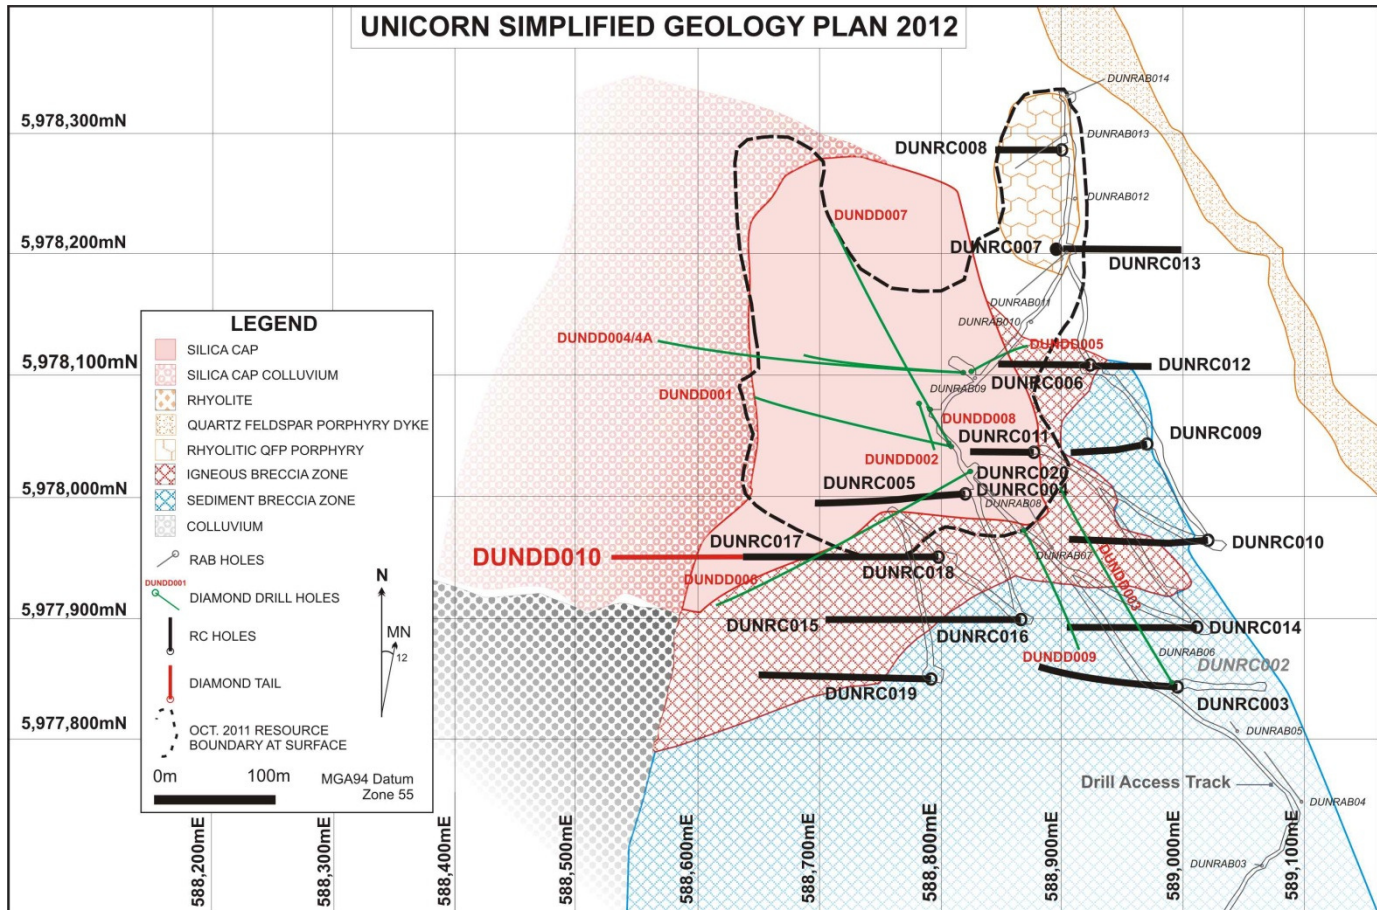 UNICORN SIMPLIFIED GEOLOGY PLAN 2012
DUNRAB014
5,978,300mN
DUNRAB013
DUNRC008
DUNRAB012
DUNDD007
5,978,200mN
DUNRC007
DUNRC013
DUNRAB011
DUNRAB010
DUNDD004/4A
DUNDD005
5,978,100mN
DUNRC012
DUNRC006
DUNRAB09
DUNDD001
DUNDD008
DUNRC011
DUNRC009
DUNDD002
DUNRC020
DUNRC005
DUNRC004
5,978,000mN
DUNRAB08
DUNRC017
DUNRC010
DUNDD010
DUNRAB07
DUNRC018
DUNDD006
DUNDD003
5,977,900mN
DUNRC015
DUNRC016
DUNRC014
DUNRAB06
DUNDD009
DUNRC002
DUNRC019
DUNRC003
5,977,800mN
DUNRAB05
Drill Access Track
DUNRAB04
DUNRAB03
LEGEND
SILICA CAP
SILICA CAP COLLUVIUM
RHYOLITE
QUARTZ FELDSPAR PORPHYRY DYKE
RHYOLITIC QFP PORPHYRY
IGNEOUS BRECCIA ZONE
SEDIMENT BRECCIA ZONE
COLLUVIUM
RAB HOLES
DUNDD001
DIAMOND DRILL HOLES
RC HOLES
DIAMOND TAIL
OCT. 2011 RESOURCE
BOUNDARY AT SURFACE
0m 100m
MGA94 Datum
Zone 55
N
MN
12
588,200mE
588,300mE
588,400mE
588,500mE
588,600mE
588,700mE
588,800mE
588,900mE
589,000mE
589,100mE